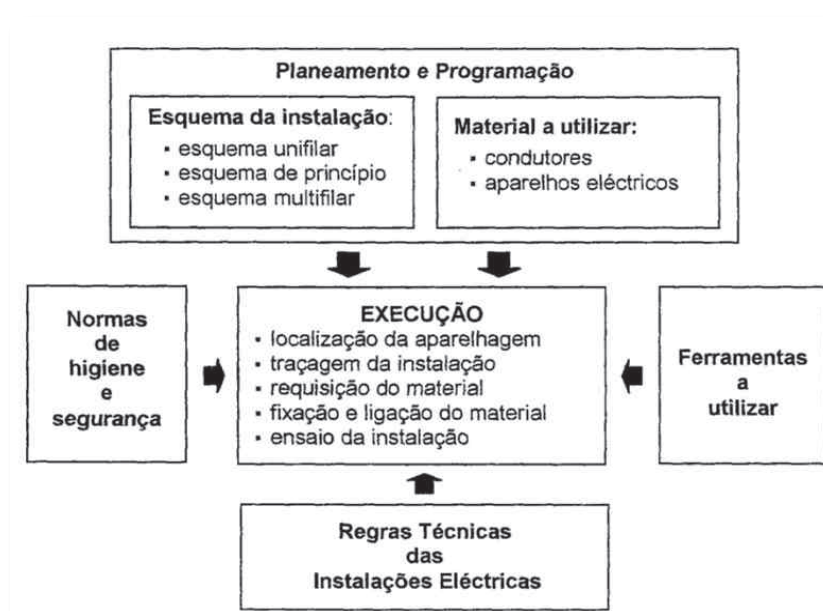 Planeamento e Programação
Esquema da instalação:
▪ esquema unifilar
▪ esquema de princípio
▪ esquema multifilar
Material a utilizar:
▪ condutores
▪ aparelhos eléctricos
Normas
de
higiene
e
segurança
EXECUÇÃO
▪ localização da aparelhagem
▪ traçagem da instalação
▪ requisição do material
▪ fixação e ligação do material
▪ ensaio da instalação
Ferramentas
a
utilizar
Regras Técnicas
das
Instalações Eléctricas